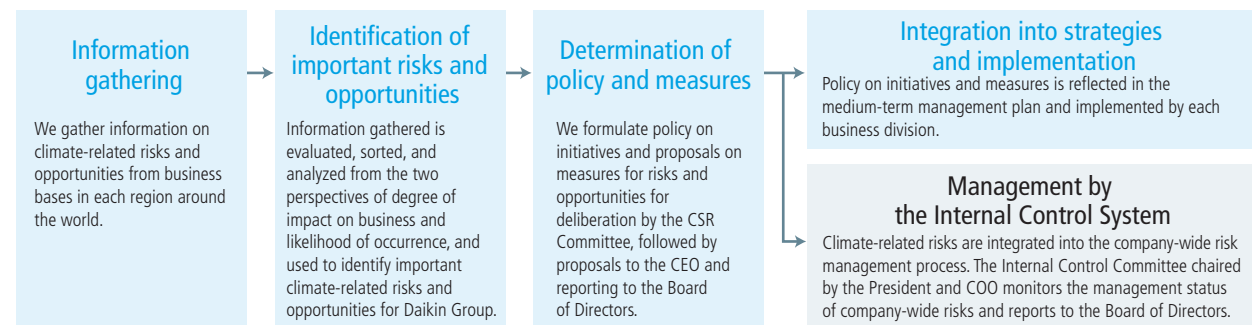 Information
gathering
We gather information on
climate-related risks and
opportunities from business
bases in each region around
the world.
Identification of
important risks and
opportunities
Information gathered is
evaluated, sorted, and
analyzed from the two
perspectives of degree of
impact on business and
likelihood of occurrence, and
used to identify important
climate-related risks and
opportunities for Daikin Group.
Determination of
policy and measures
We formulate policy on
initiatives and proposals on
measures for risks and
opportunities for
deliberation by the CSR
Committee, followed by
proposals to the CEO and
reporting to the Board
of Directors.
Integration into strategies
and implementation
Policy on initiatives and measures is reflected in the
medium-term management plan and implemented by each
business division.
Management by
the Internal Control System
Climate-related risks are integrated into the company-wide risk
management process. The Internal Control Committee chaired
by the President and COO monitors the management status
of company-wide risks and reports to the Board of Directors.